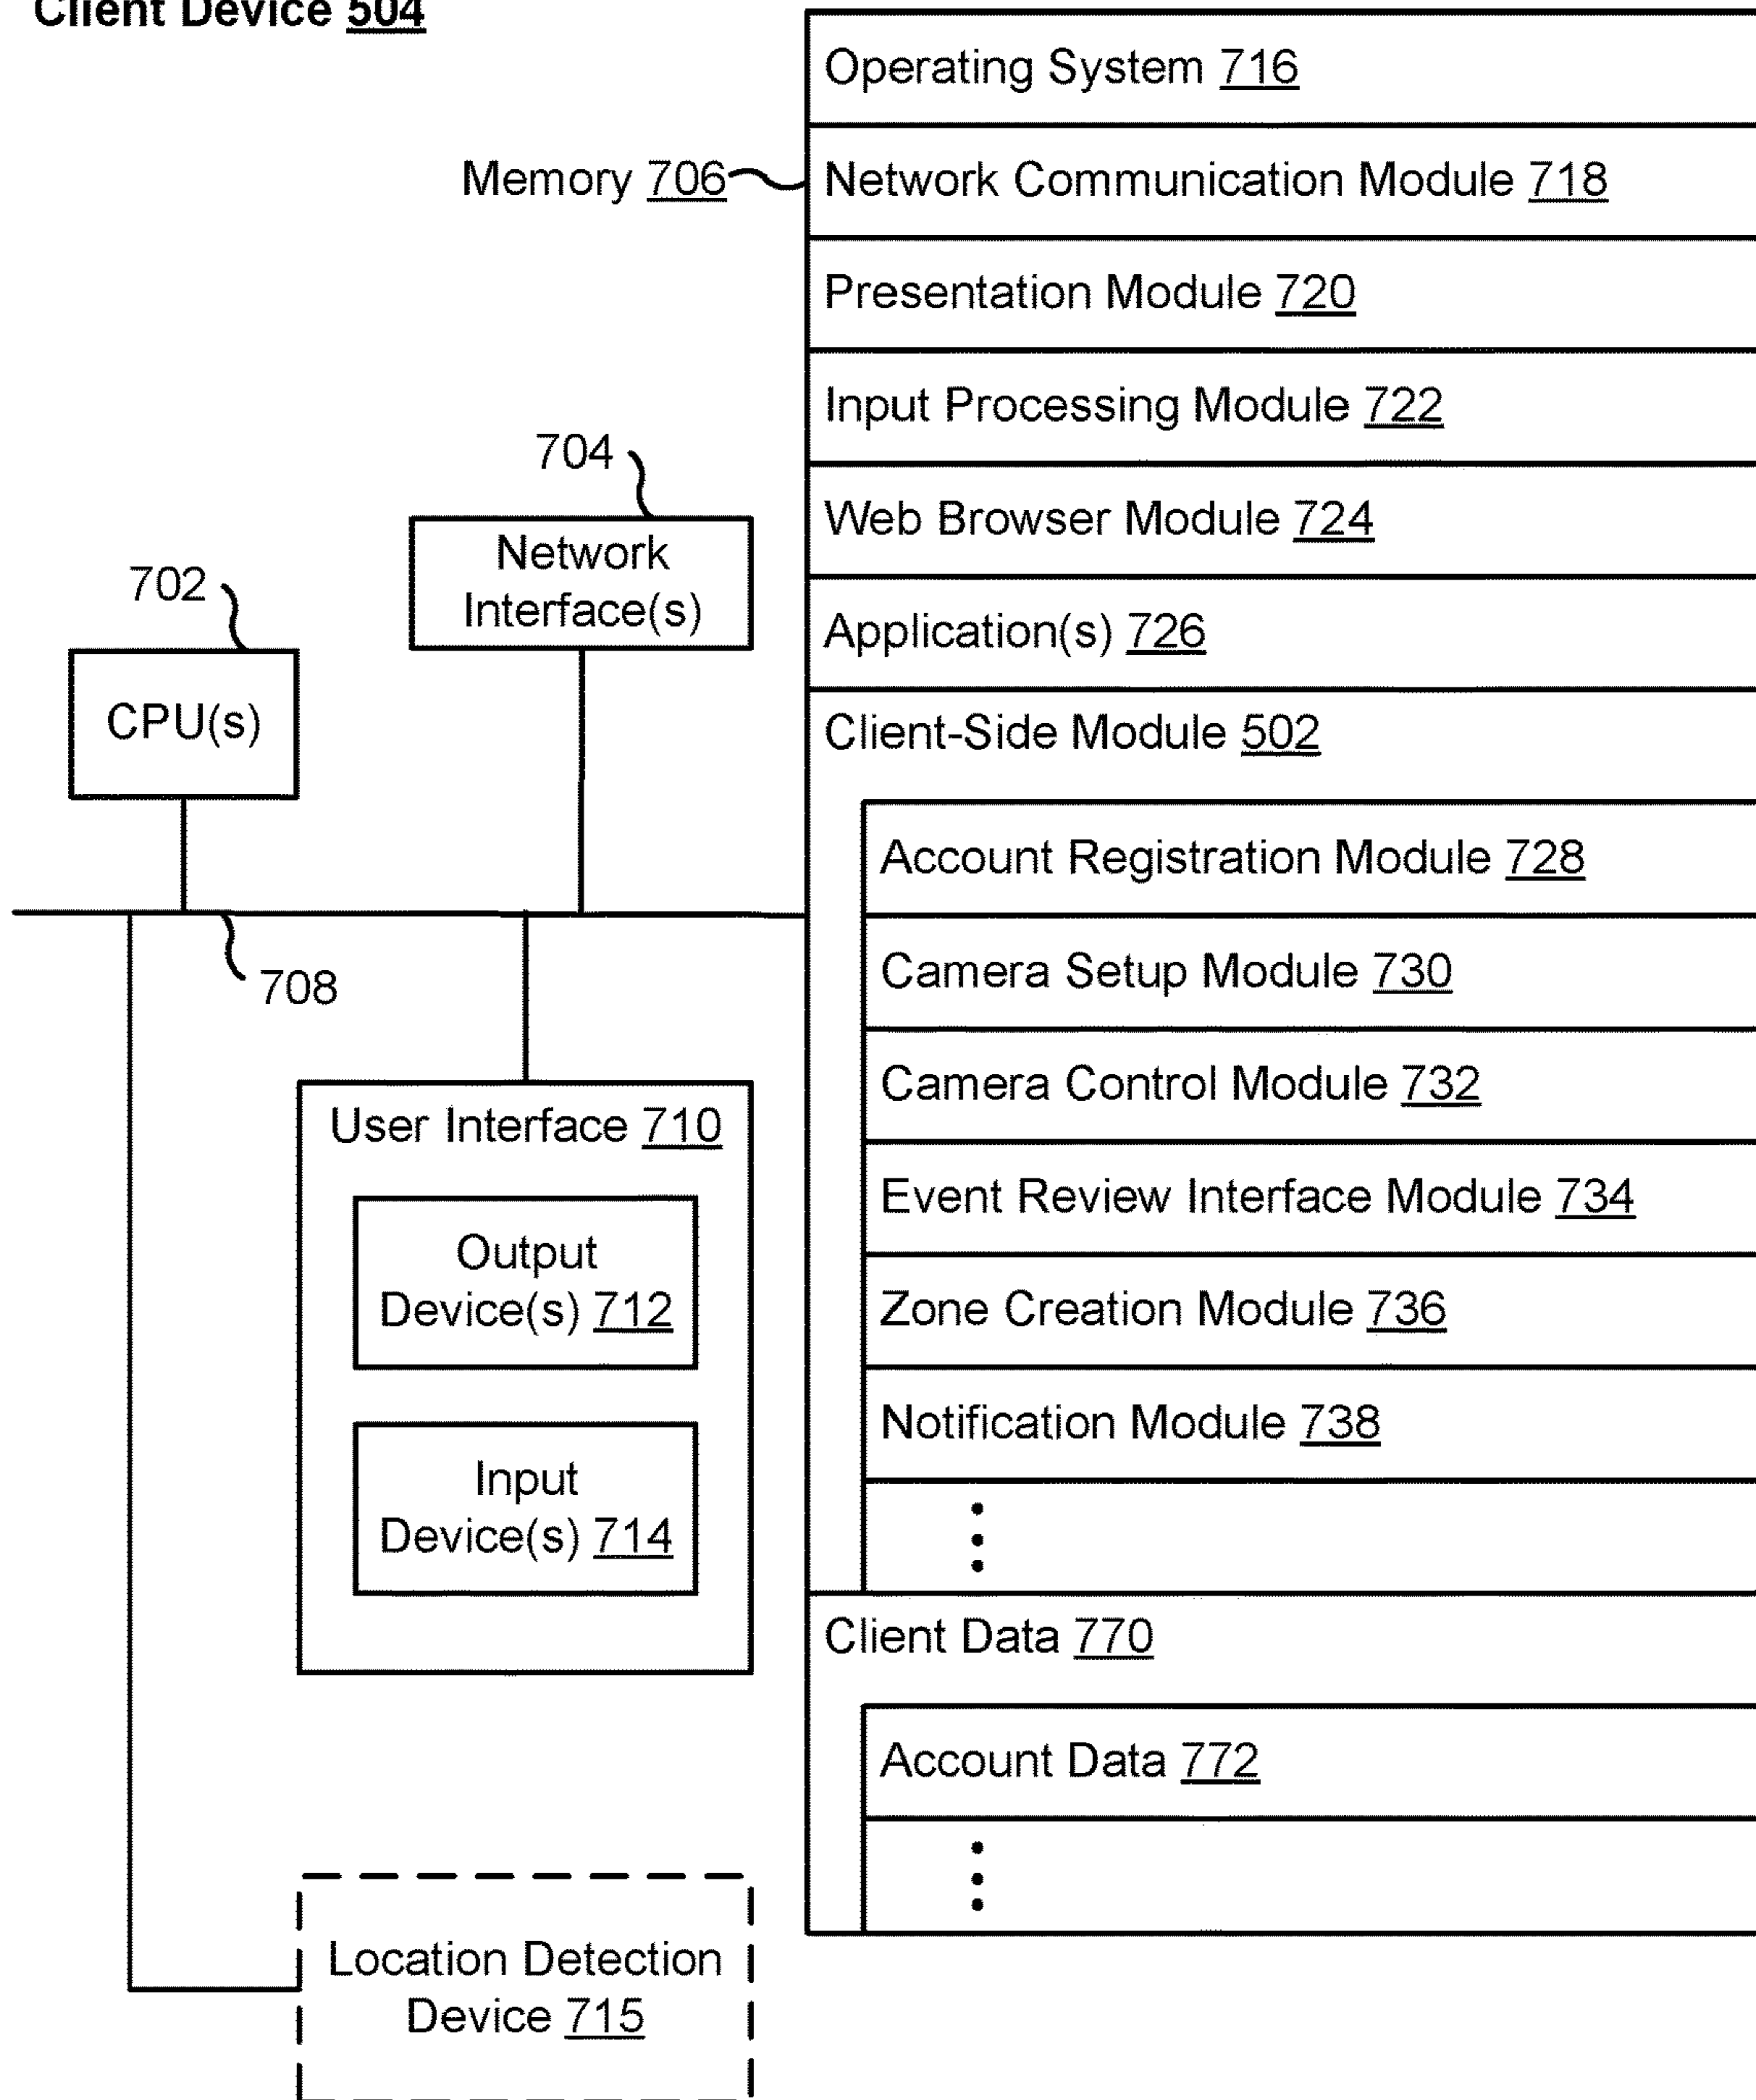 Client Device 504
Operating System 716
Memory 706
Network Communication Module 718
Presentation Module 720
Input Processing Module 722
704
Web Browser Module 724
Network
Interface(s)
702
Application(s) 726
CPU(s)
Client-Side Module 502
Account Registration Module 728
708
Camera Setup Module 730
Camera Control Module 732
User Interface 710
Event Review Interface Module 734
Output
Device(s) 712
Zone Creation Module 736
Notification Module 738
Input
Device(s) 714
Client Data 770
Account Data 772
Location Detection
Device 715